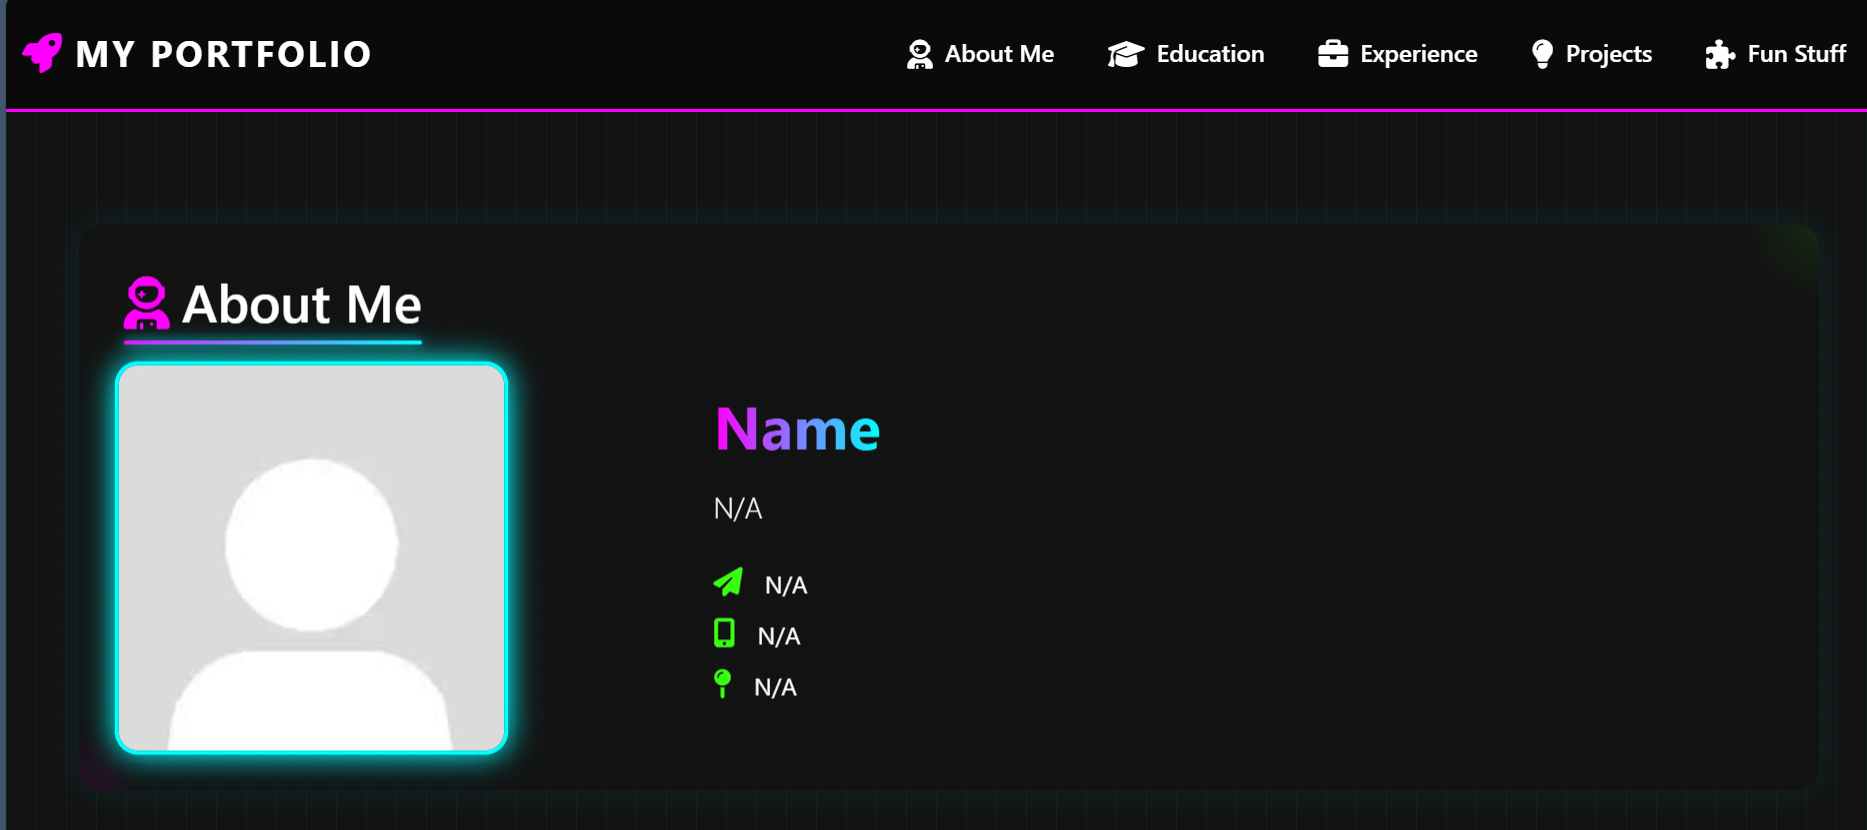 MY PORTFOLIO
About Me
Education
Experience
Projects
Fun Stuff
About Me
Name
N/A
N/A
N/A
N/A